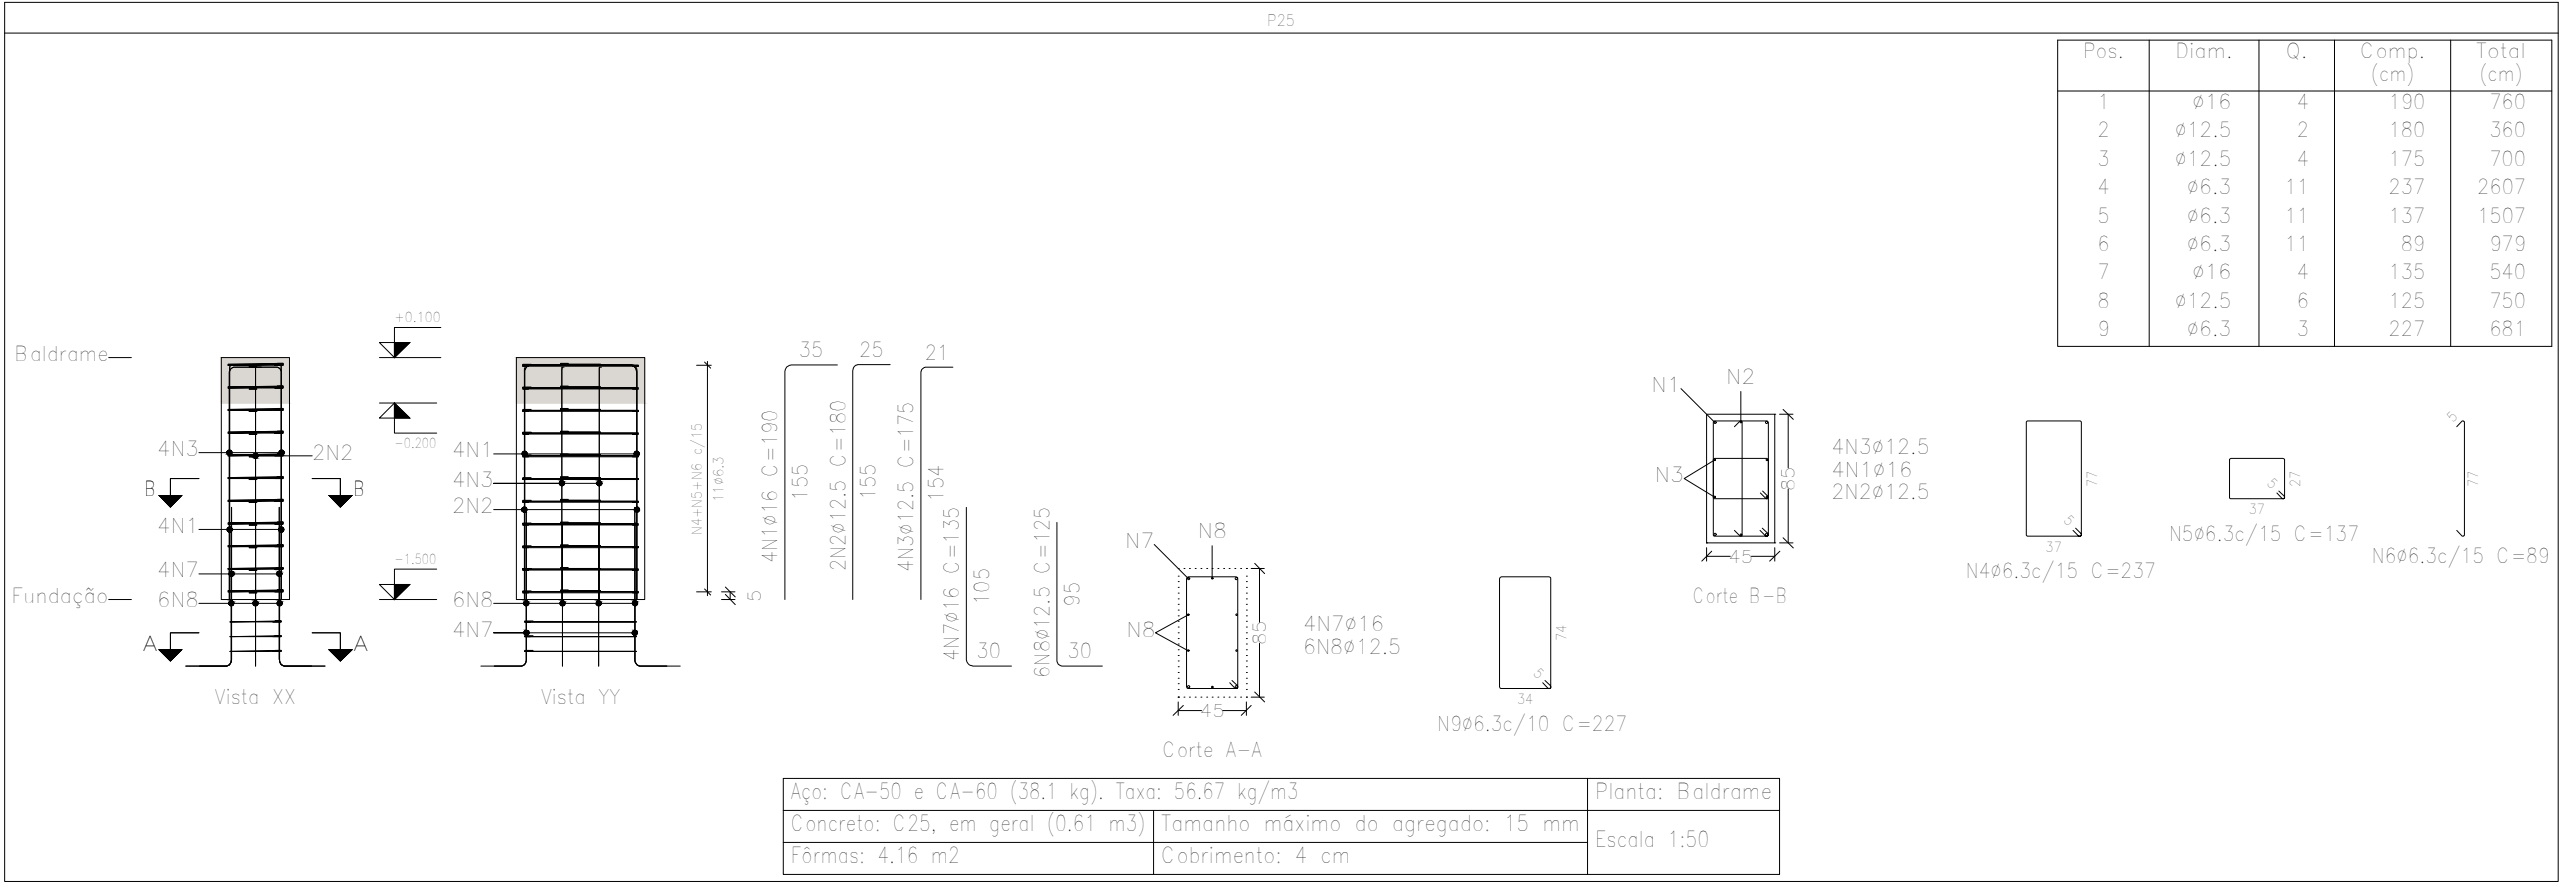 P25
Pos. Diam. Q. Comp. (cm) Total (cm)
1 ø16 4 190 760
2 ø12.5 2 180 360
3 ø12.5 4 175 700
4 ø6.3 11 237 2607
5 ø6.3 11 137 1507
6 ø6.3 11 89 979
7 ø16 4 135 540
8 ø12.5 6 125 750
9 ø6.3 3 227 681
Baldrame
Fundação
4N3
2N2
B B
4N1
4N7
6N8
A A
Vista XX
+0.100
-0.200
-1.500
4N1
4N3
2N2
6N8
4N7
Vista YY
N4+N5+N6 c/15
11ø6.3
5
35
4N1ø16 C=190
155
25
2N2ø12.5 C=180
155
21
4N3ø12.5 C=175
154
4N7ø16 C=135
105
30
6N8ø12.5 C=125
95
30
N7
N8
N8
85
45
Corte A-A
4N7ø16
6N8ø12.5
74
5
34
N9ø6.3c/10 C=227
N1
N2
N3
85
45
Corte B-B
4N3ø12.5
4N1ø16
2N2ø12.5
77
5
37
N4ø6.3c/15 C=237
27
5
37
N5ø6.3c/15 C=137
5
77
N6ø6.3c/15 C=89
Aço: CA-50 e CA-60 (38.1 kg). Taxa: 56.67 kg/m3
Planta: Baldrame
Concreto: C25, em geral (0.61 m3)
Tamanho máximo do agregado: 15 mm
Escala 1:50
Fôrmas: 4.16 m2
Cobrimento: 4 cm